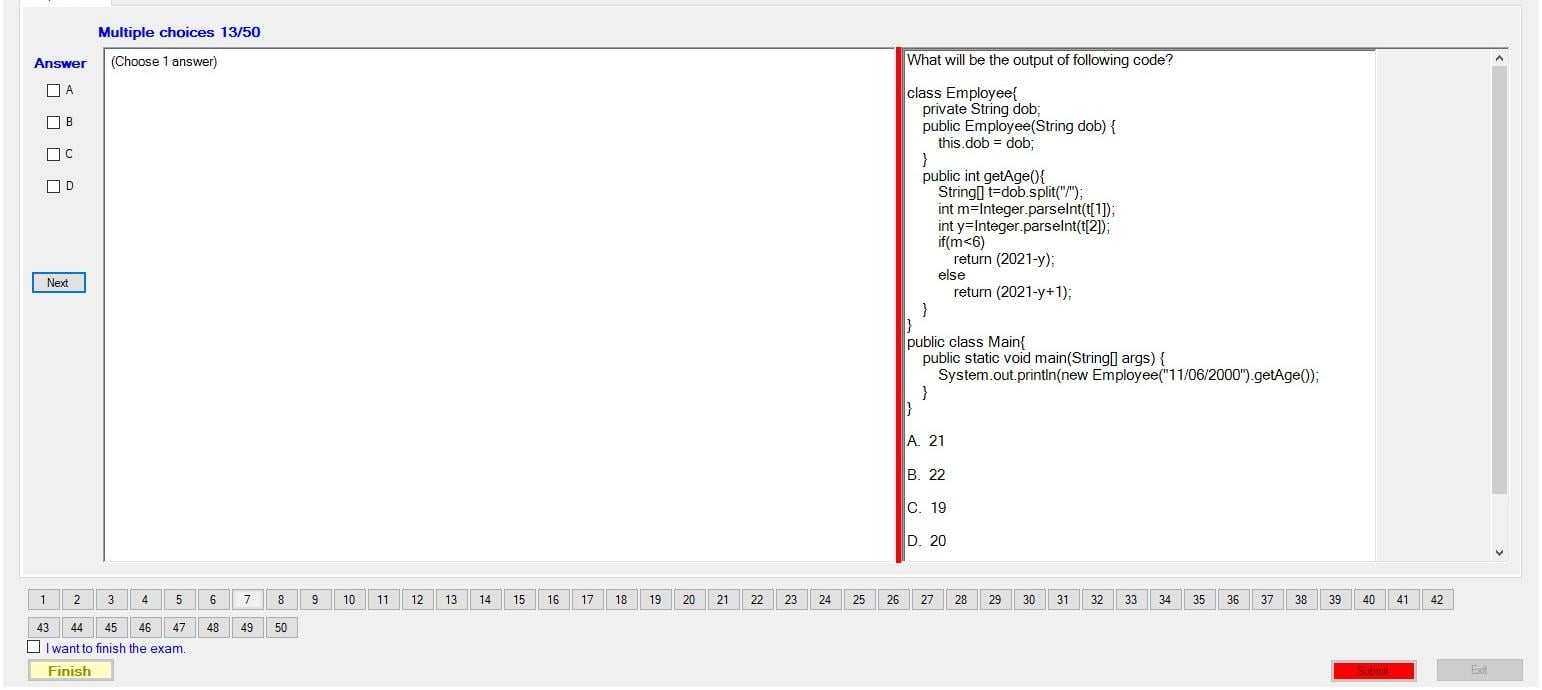 Multiple choices 13/50
Answer
(Choose 1 answer)
A
B
C
D
Next
What will be the output of following code?
class Employee{
private String dob;
public Employee(String dob) {
this.dob = dob;
}
public int getAge(){
String[] t=dob.split("/");
int m=Integer.parseInt(t[1]);
int y=Integer.parseInt(t[2]);
if(m<6)
return (2021-y);
else
return (2021-y+1);
}
}
public class Main{
public static void main(String[] args) {
System.out.println(new Employee("11/06/2000").getAge());
}
}
A. 21
B. 22
C. 19
D. 20
1 2 3 4 5 6 7 8 9 10 11 12 13 14 15 16 17 18 19 20 21 22 23 24 25 26 27 28 29 30 31 32 33 34 35 36 37 38 39 40 41 42
43 44 45 46 47 48 49 50
I want to finish the exam.
Finish
Submit
Exit